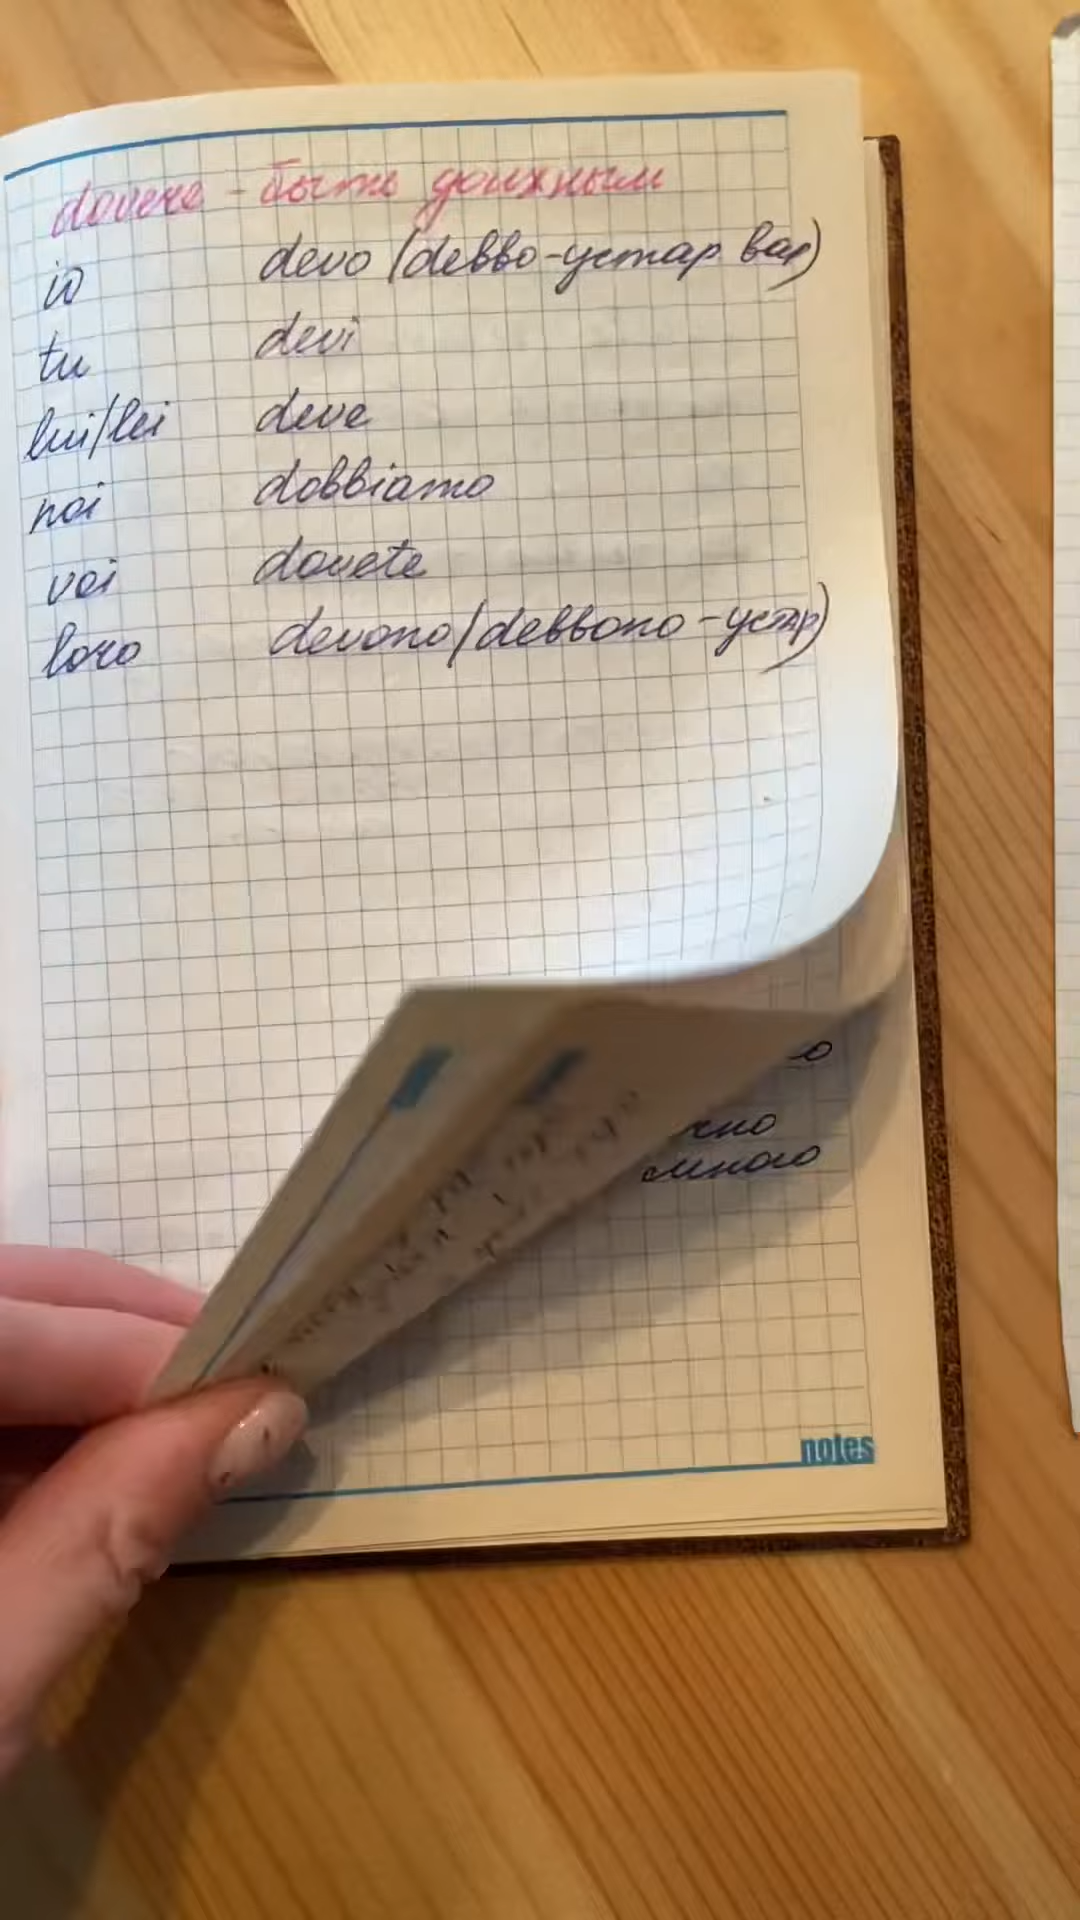 dovere - быть должным
io devo (debbo-устар вар)
tu devi
lui/lei deve
noi dobbiamo
voi dovete
loro devono/debbono-устар)
много
notes